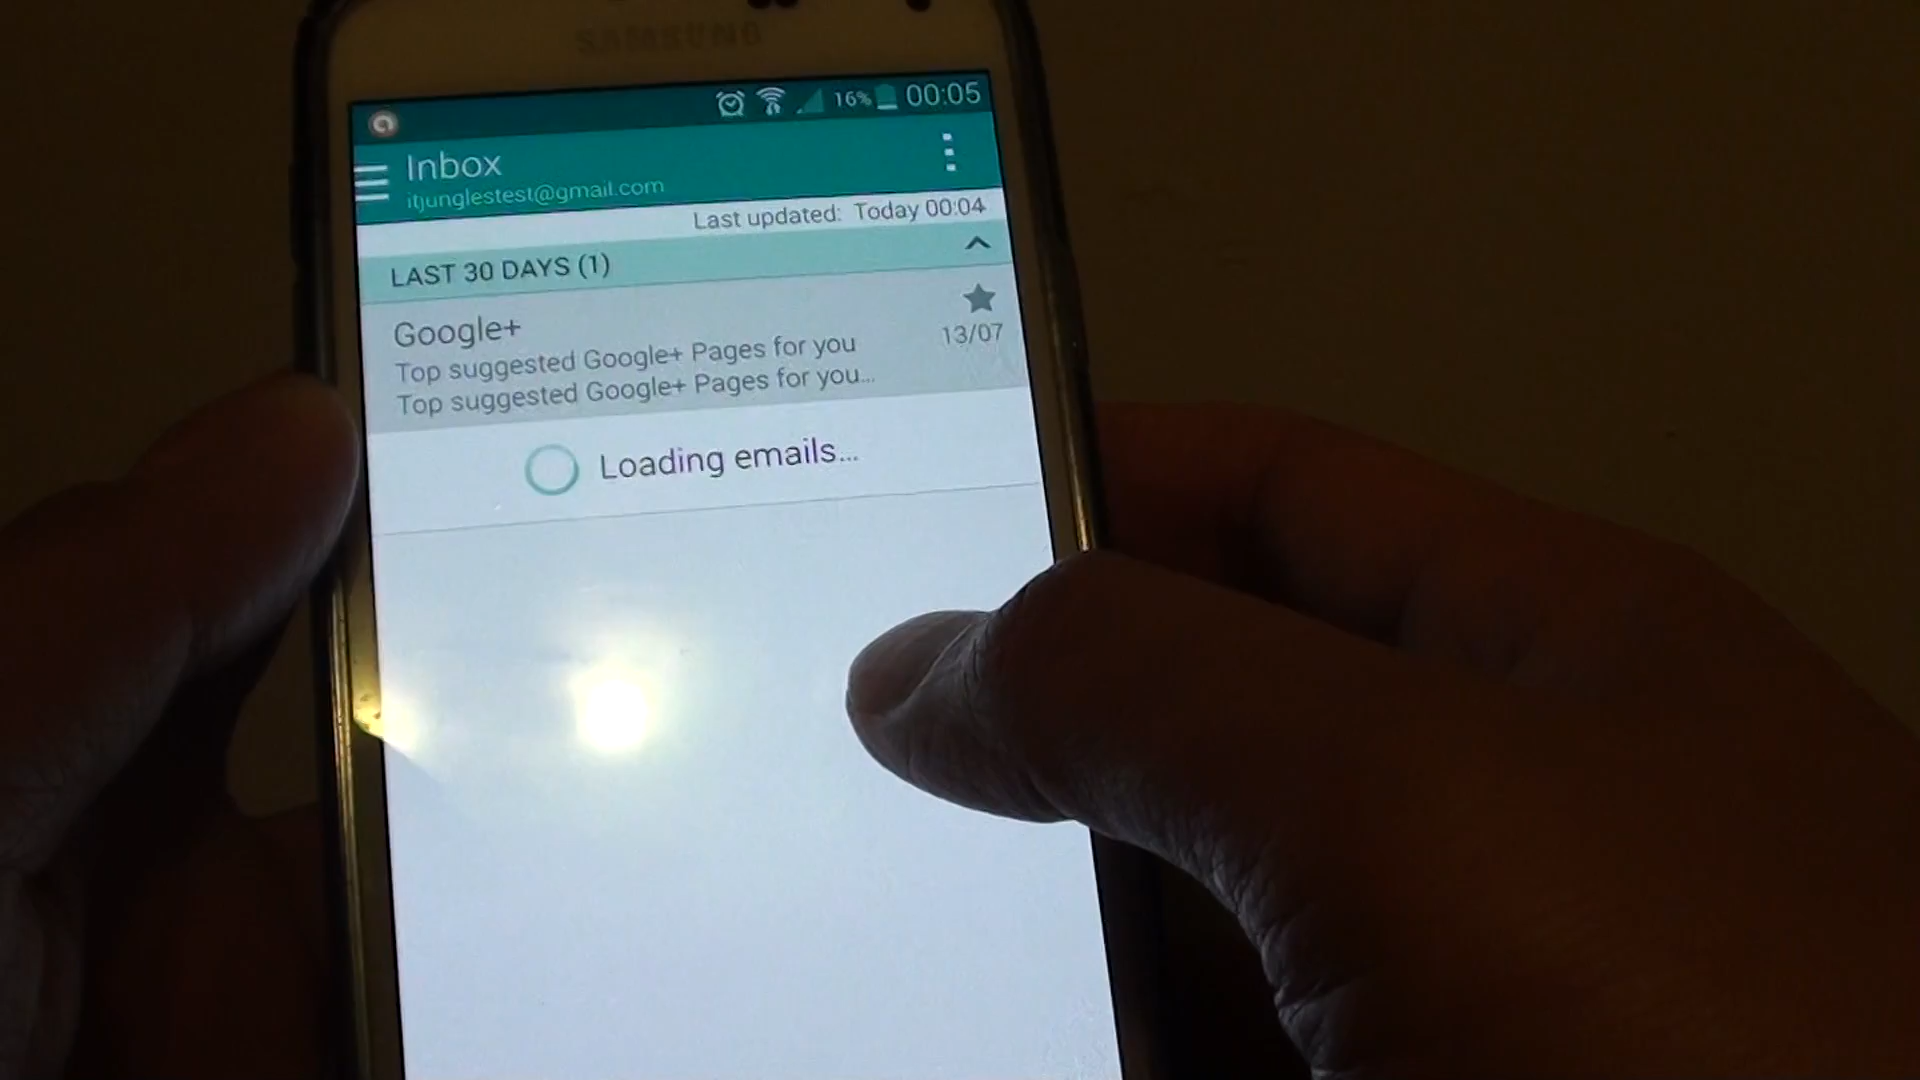 SAMSUNG
16% 00:05
Inbox
itjunglestest@gmail.com
Last updated: Today 00:04
LAST 30 DAYS (1)
Google+
Top suggested Google+ Pages for you
13/07
Top suggested Google+ Pages for you...
Loading emails...